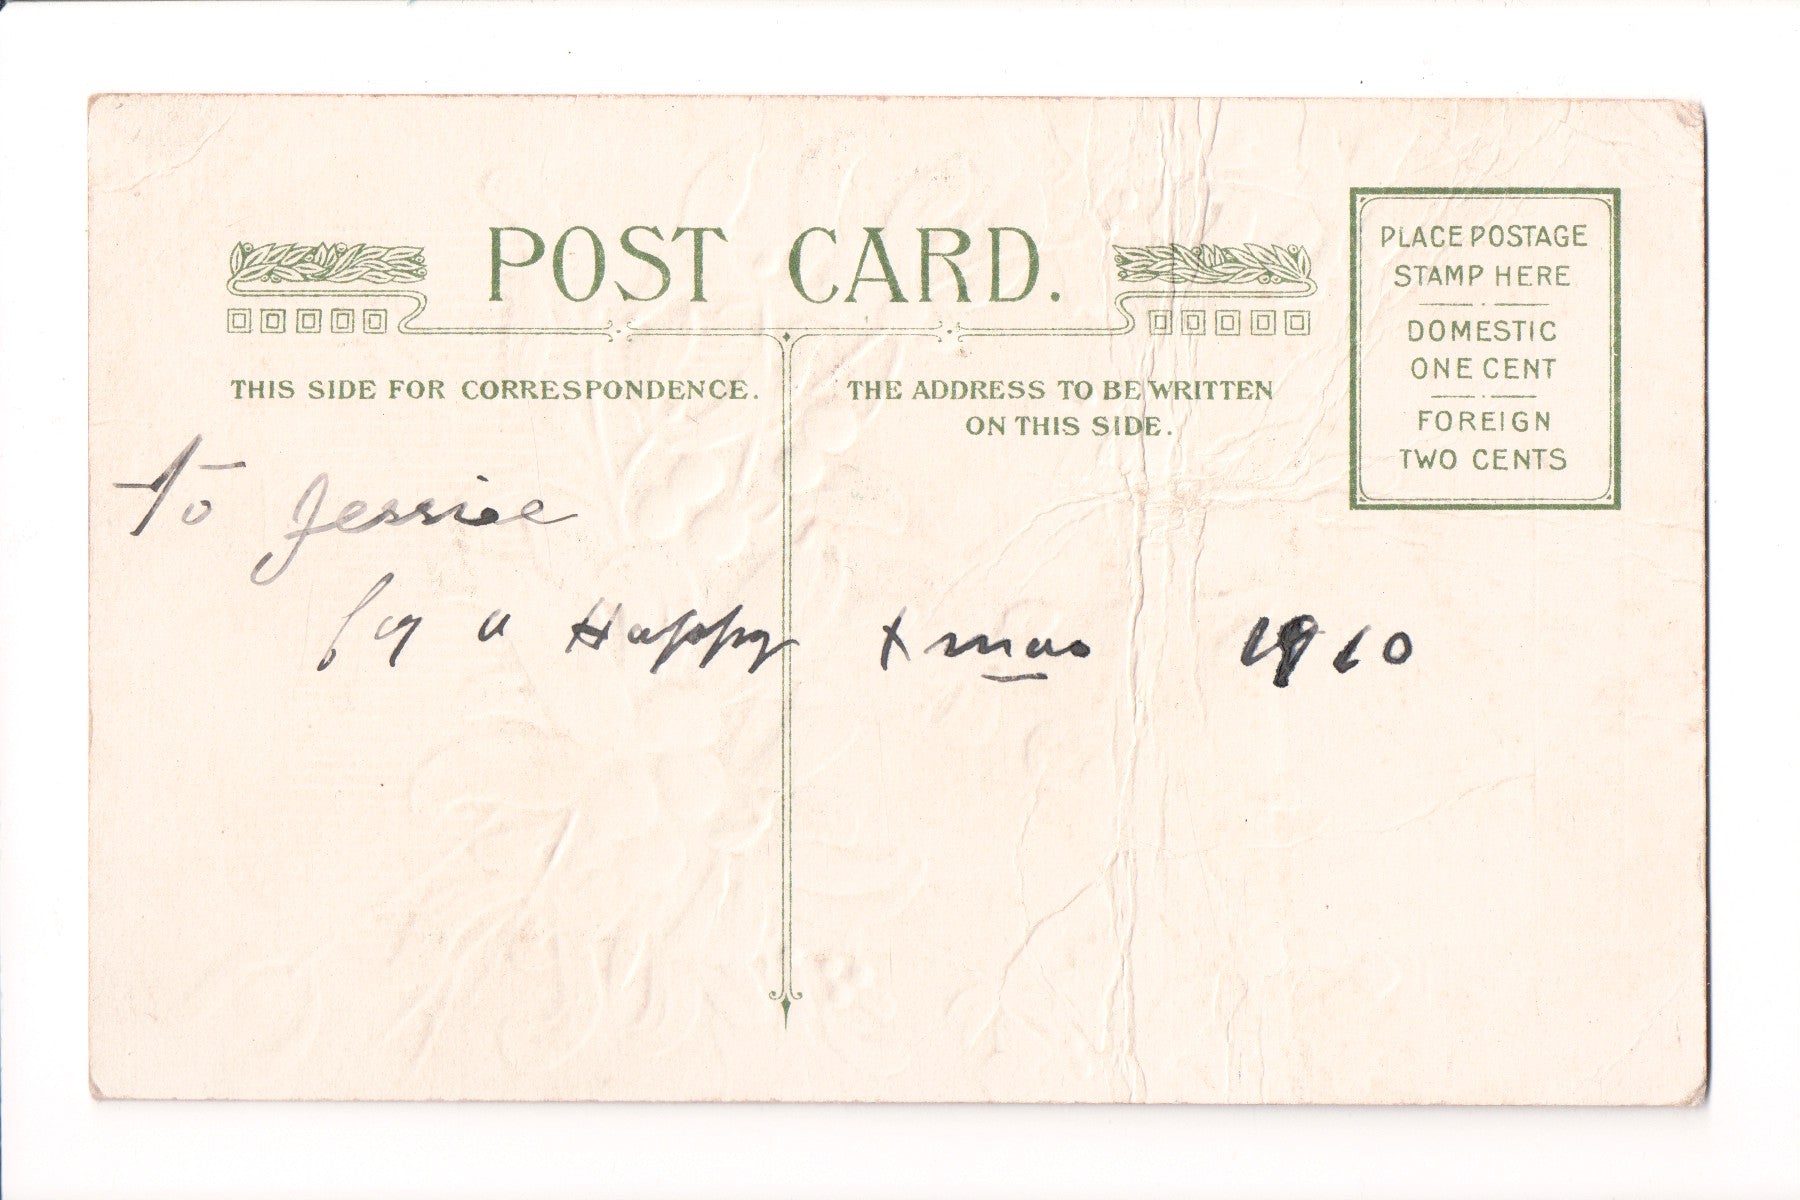 POST CARD.
THIS SIDE FOR CORRESPONDENCE.
THE ADDRESS TO BE WRITTEN
ON THIS SIDE.
PLACE POSTAGE
STAMP HERE
DOMESTIC
ONE CENT
FOREIGN
TWO CENTS
To Jessie
a Happy Xmas 1910